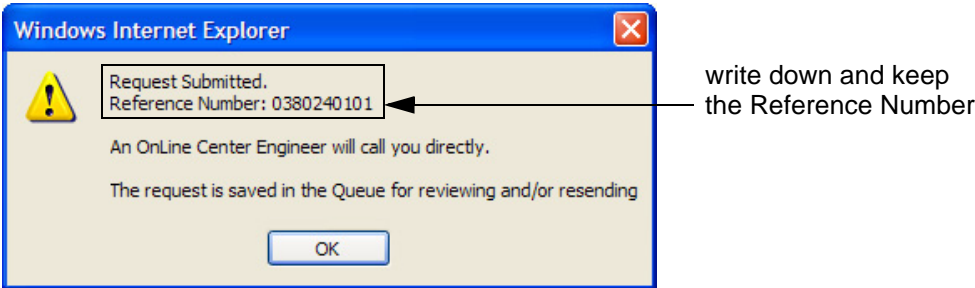 Windows Internet Explorer
Request Submitted.
Reference Number: 0380240101
An OnLine Center Engineer will call you directly.
The request is saved in the Queue for reviewing and/or resending
OK
write down and keep
the Reference Number